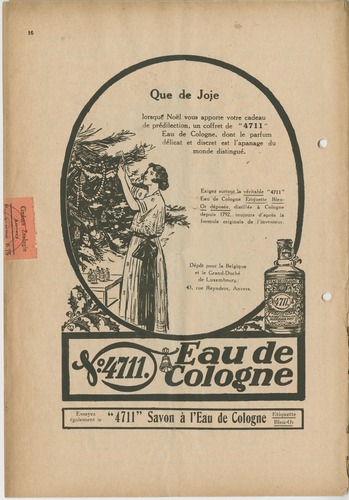 16
Que de Joje
lorsque Noël vous apporte votre cadeau
de prédilection, un coffret de "4711"
Eau de Cologne, dont le parfum
délicat et discret est l'apanage du
monde distingué.
Exigez surtout la véritable "4711"
Eau de Cologne Etiquette Bleu-
Or déposée, distillée à Cologne
depuis 1792, toujours d'après la
formule originale de l'inventeur.
Dépôt pour la Belgique
et le Grand-Duché
de Luxembourg:
43, rue Reynders, Anvers.
4711.
No. 4711.
Eau de
Cologne
Essayez
également le
"4711" Savon à l'Eau de Cologne
Etiquette
Bleu-Or